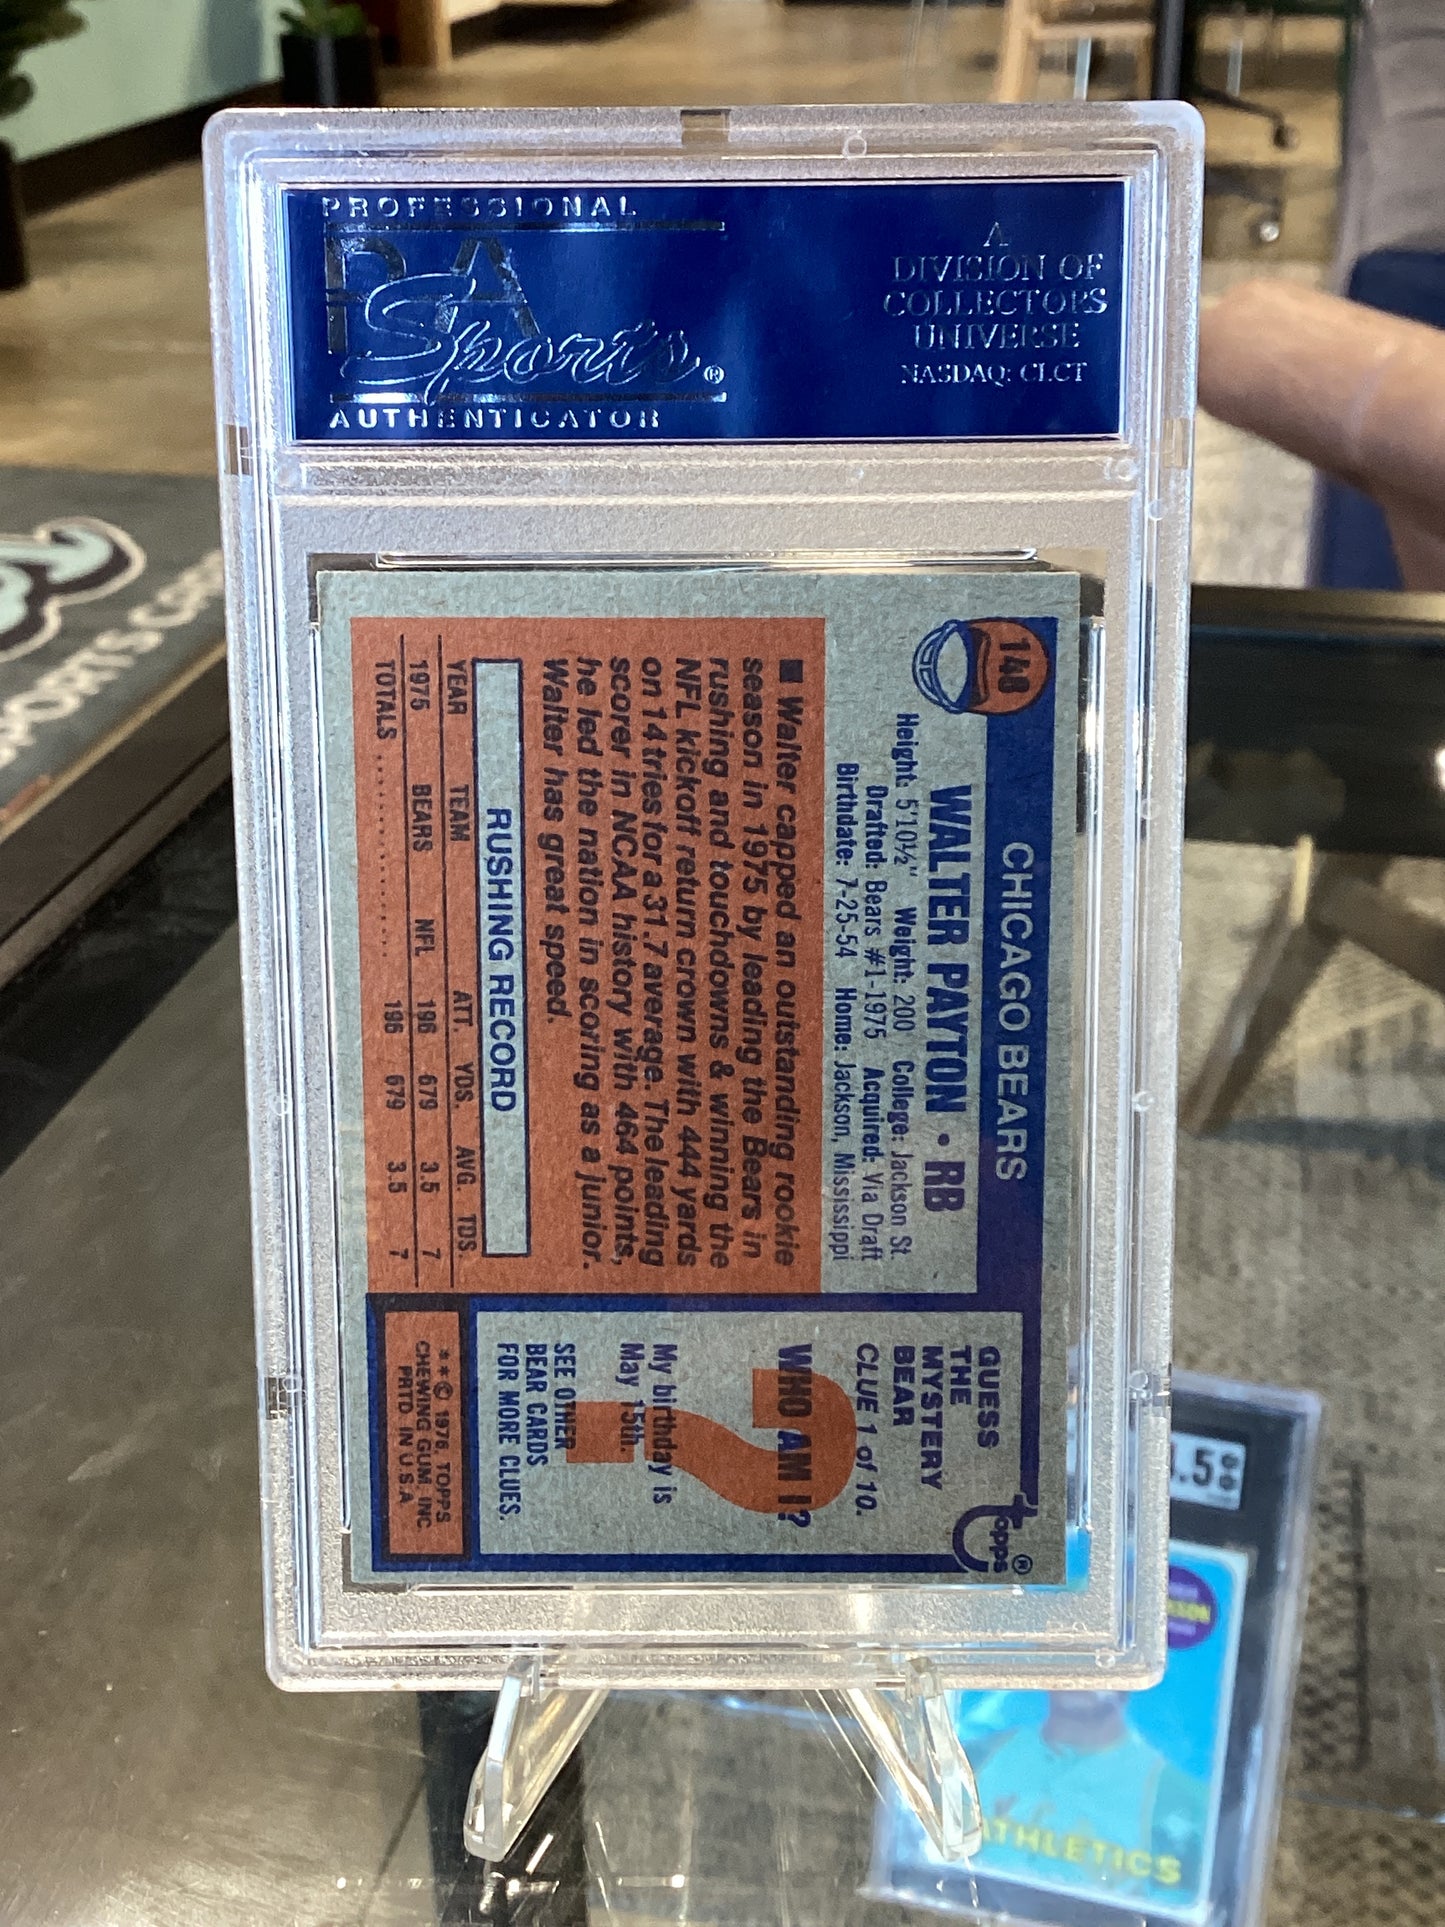 PROFESSIONAL
PSA
Sports®
AUTHENTICATOR
A
DIVISION OF
COLLECTORS
UNIVERSE
NASDAQ: CLCT
148
CHICAGO BEARS
WALTER PAYTON • RB
Height: 5'10½" Weight: 200 College: Jackson St.
Drafted: Bears #1-1975 Acquired: Via Draft
Birthdate: 7-25-54 Home: Jackson, Mississippi
■ Walter capped an outstanding rookie
season in 1975 by leading the Bears in
rushing and touchdowns & winning the
NFL kickoff return crown with 444 yards
on 14 tries for a 31.7 average. The leading
scorer in NCAA history with 464 points,
he led the nation in scoring as a junior.
Walter has great speed.
RUSHING RECORD
YEAR TEAM ATT. YDS. AVG. TDS.
1975 BEARS NFL 196 679 3.5 7
TOTALS .................... 196 679 3.5 7
GUESS
THE
MYSTERY
BEAR
CLUE 1 of 10.
WHO AM I?
?
My birthday is
May 15th.
SEE OTHER
BEAR CARDS
FOR MORE CLUES.
Topps®
**© 1976, TOPPS
CHEWING GUM, INC.
PRTD. IN U.S.A.
SPORTS CARDS
.5
ATHLETICS